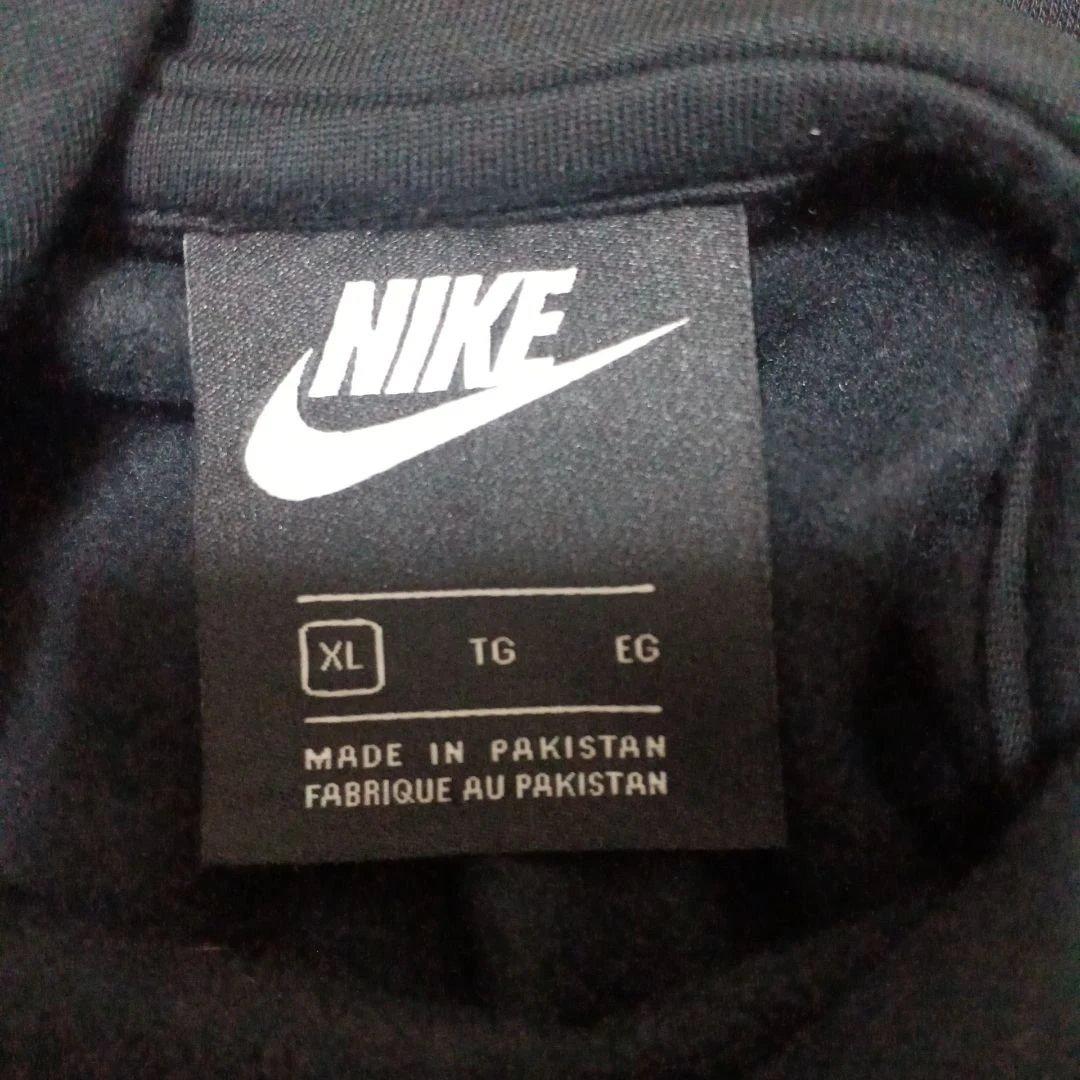 NIKE
XL TG EG
MADE IN PAKISTAN
FABRIQUE AU PAKISTAN